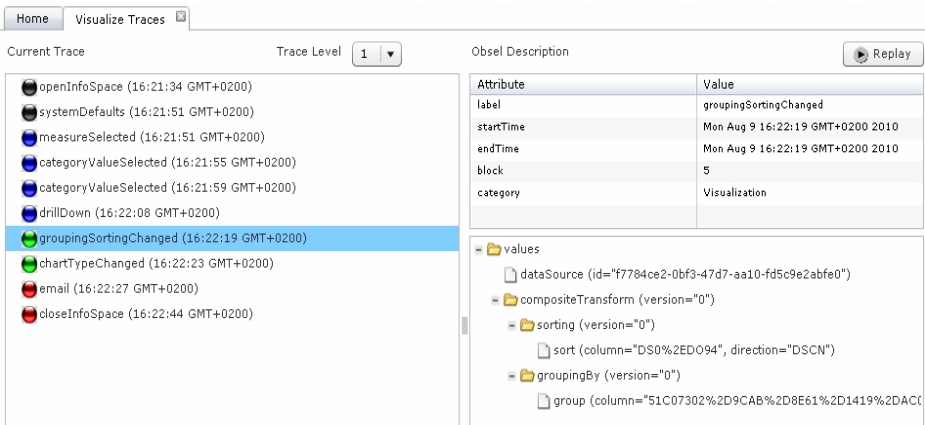 Home
Visualize Traces
Current Trace
Trace Level
1
openInfoSpace (16:21:34 GMT+0200)
systemDefaults (16:21:51 GMT+0200)
measureSelected (16:21:51 GMT+0200)
categoryValueSelected (16:21:55 GMT+0200)
categoryValueSelected (16:21:59 GMT+0200)
drillDown (16:22:08 GMT+0200)
groupingSortingChanged (16:22:19 GMT+0200)
chartTypeChanged (16:22:23 GMT+0200)
email (16:22:27 GMT+0200)
closeInfoSpace (16:22:44 GMT+0200)
Obsel Description
Replay
Attribute Value
label groupingSortingChanged
startTime Mon Aug 9 16:22:19 GMT+0200 2010
endTime Mon Aug 9 16:22:19 GMT+0200 2010
block 5
category Visualization
values
dataSource (id="f7784ce2-0bf3-47d7-aa10-fd5c9e2abfe0")
compositeTransform (version="0")
sorting (version="0")
sort (column="DS0%2EDO94", direction="DSCN")
groupingBy (version="0")
group (column="51C07302%2D9CAB%2D8E61%2D1419%2DAC0